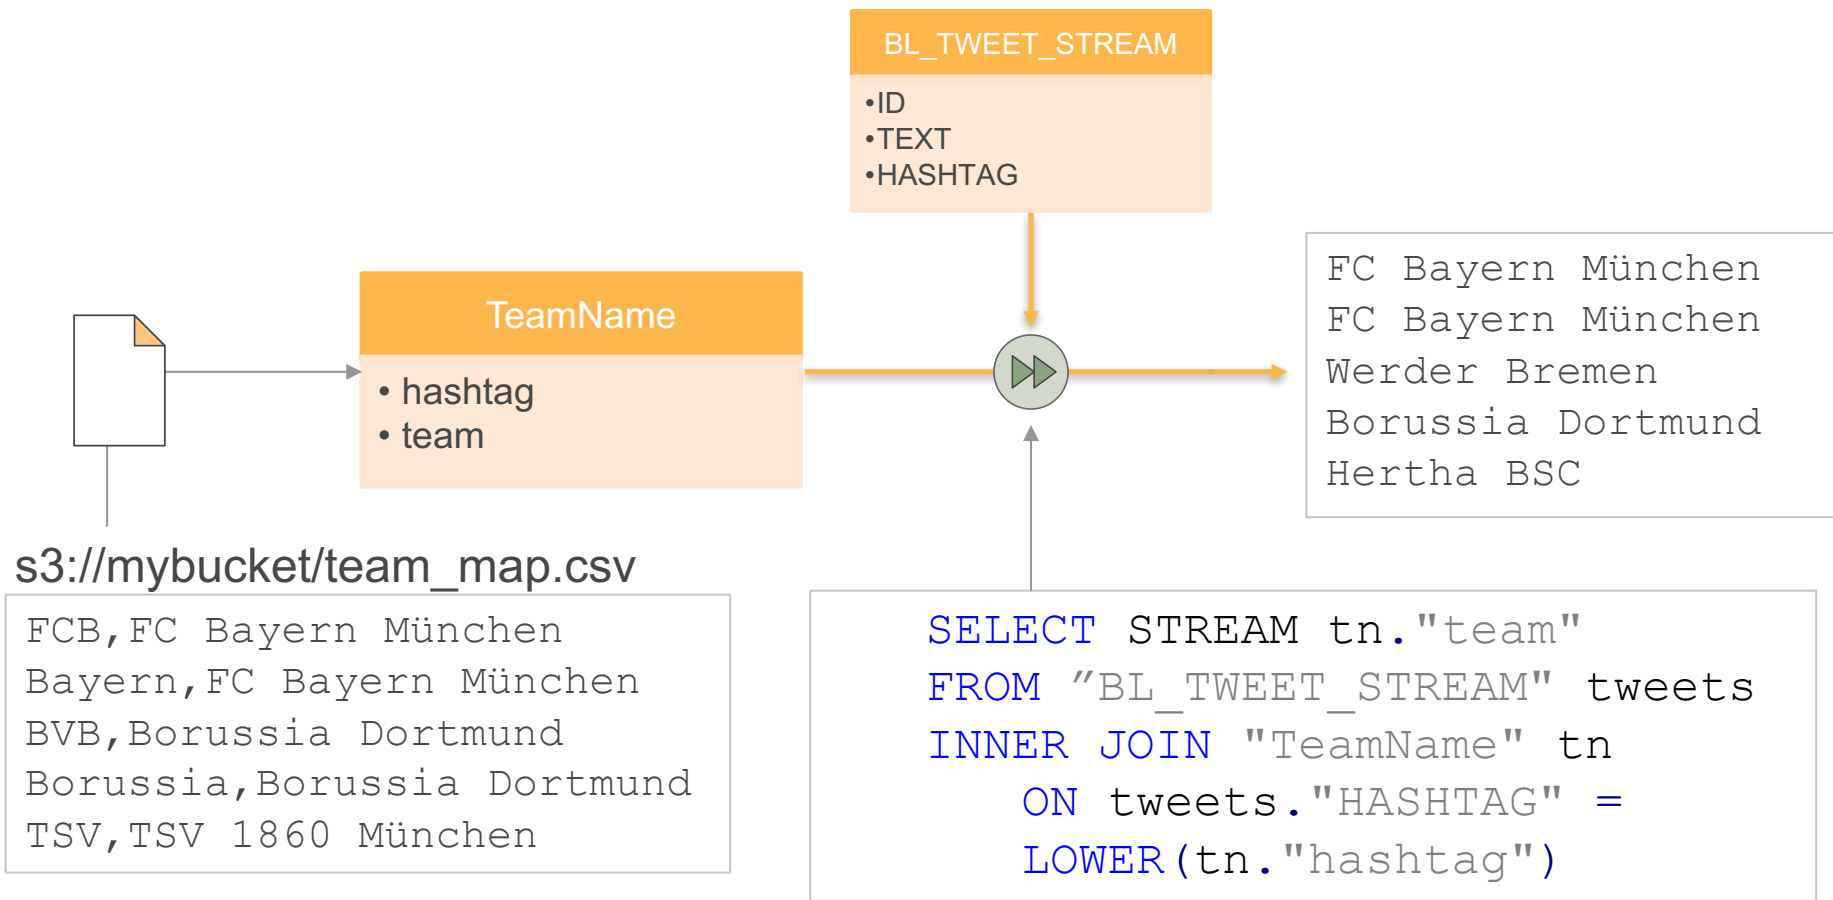 BL_TWEET_STREAM
•ID
•TEXT
•HASHTAG
TeamName
• hashtag
• team
FC Bayern München
FC Bayern München
Werder Bremen
Borussia Dortmund
Hertha BSC
s3://mybucket/team_map.csv
FCB,FC Bayern München
Bayern,FC Bayern München
BVB,Borussia Dortmund
Borussia,Borussia Dortmund
TSV,TSV 1860 München
SELECT STREAM tn."team"
FROM ”BL_TWEET_STREAM" tweets
INNER JOIN "TeamName" tn
ON tweets."HASHTAG" =
LOWER(tn."hashtag")